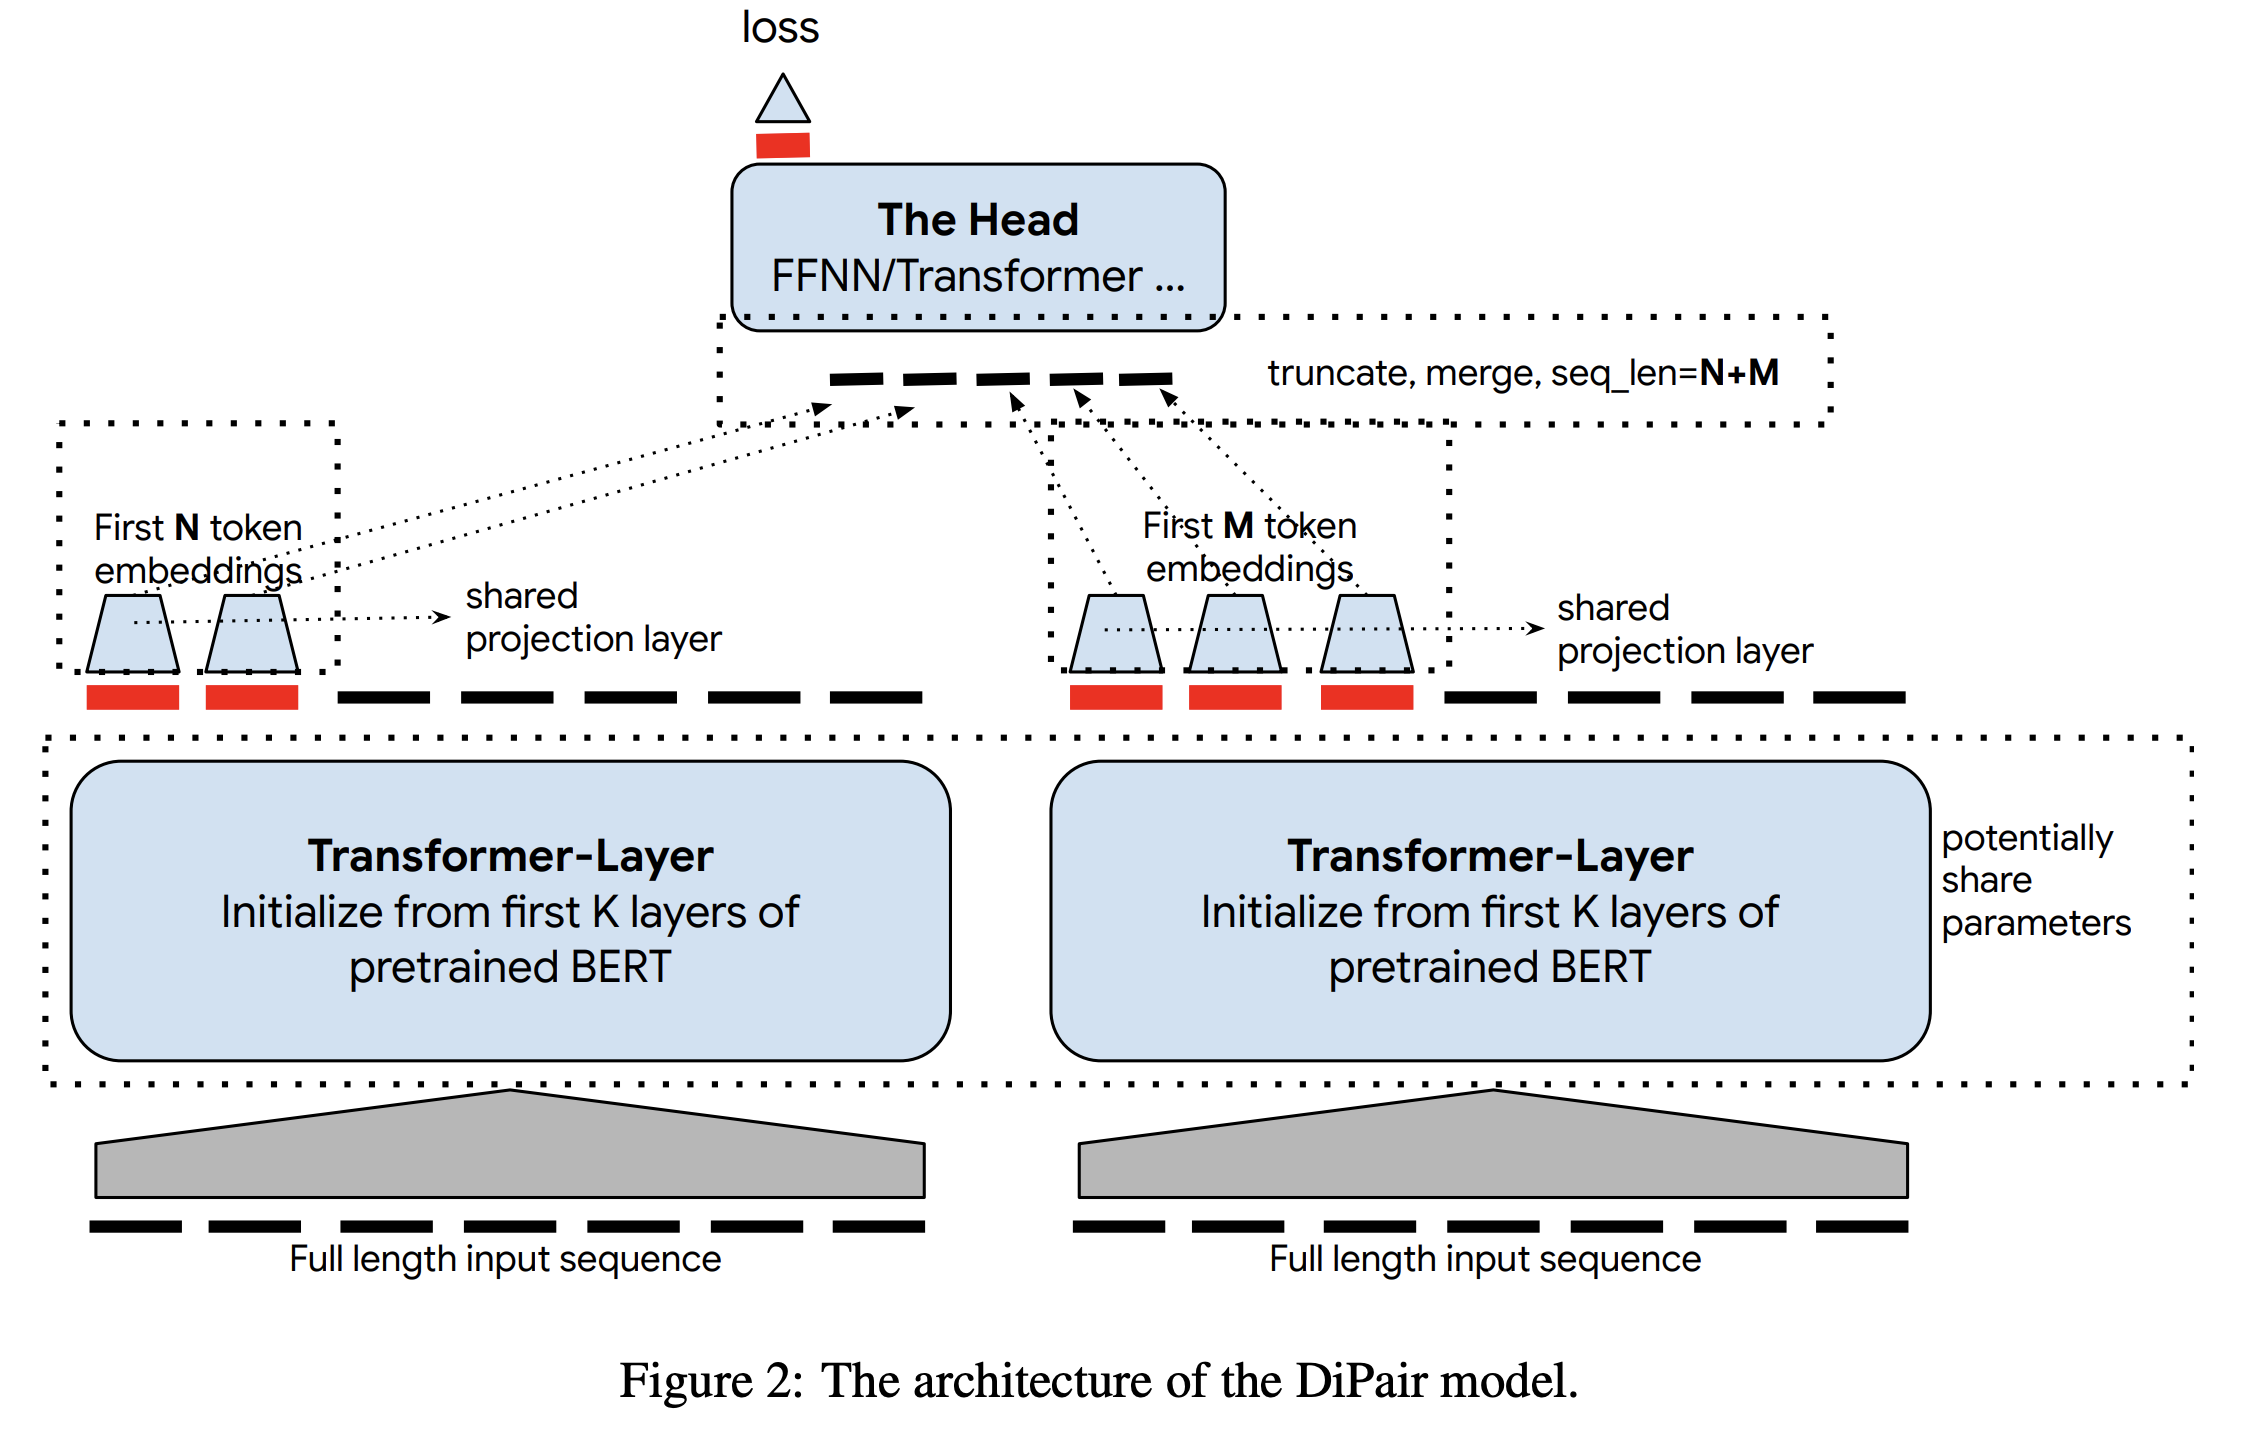 loss
The Head
FFNN/Transformer ...
truncate, merge, seq_len=N+M
First N token
embeddings
shared
projection layer
First M token
embeddings
shared
projection layer
Transformer-Layer
Initialize from first K layers of
pretrained BERT
Transformer-Layer
Initialize from first K layers of
pretrained BERT
potentially
share
parameters
Full length input sequence
Full length input sequence
Figure 2: The architecture of the DiPair model.